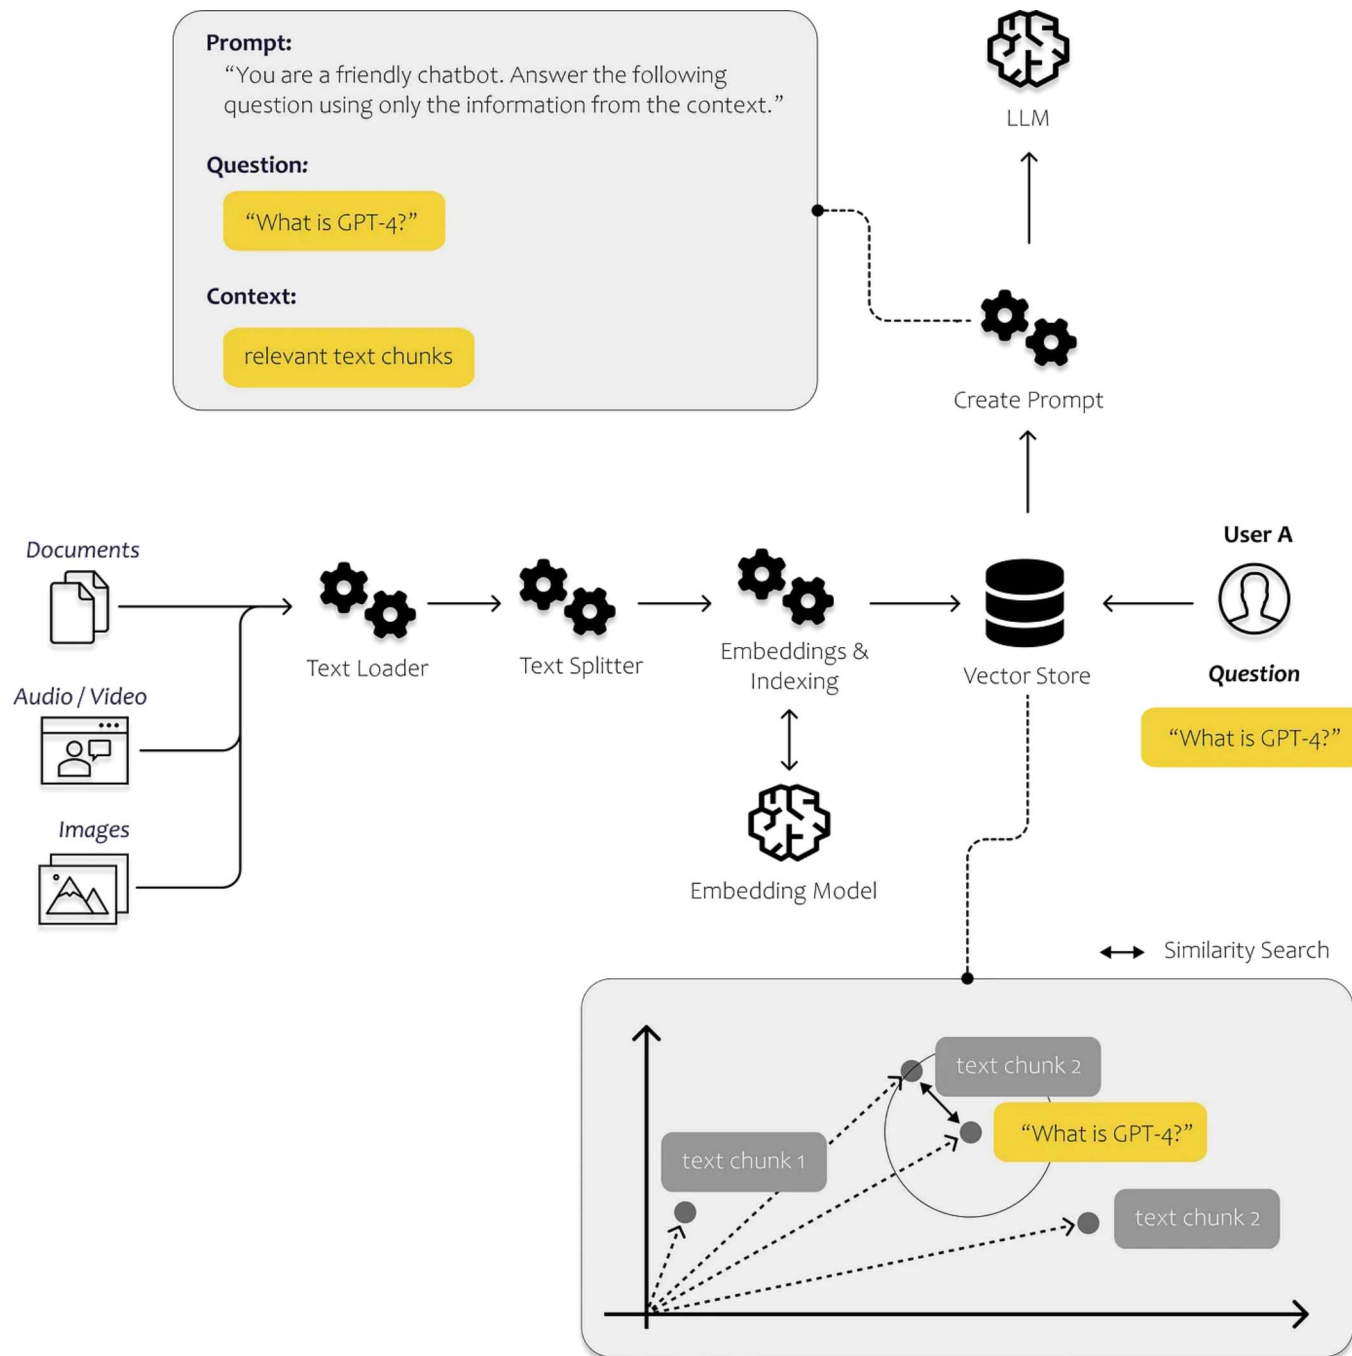 Prompt:
“You are a friendly chatbot. Answer the following
question using only the information from the context.”
Question:
“What is GPT-4?”
Context:
relevant text chunks
LLM
Create Prompt
Documents
Audio / Video
Images
Text Loader
Text Splitter
Embeddings &
Indexing
Embedding Model
Vector Store
User A
Question
“What is GPT-4?”
Similarity Search
text chunk 2
“What is GPT-4?”
text chunk 1
text chunk 2